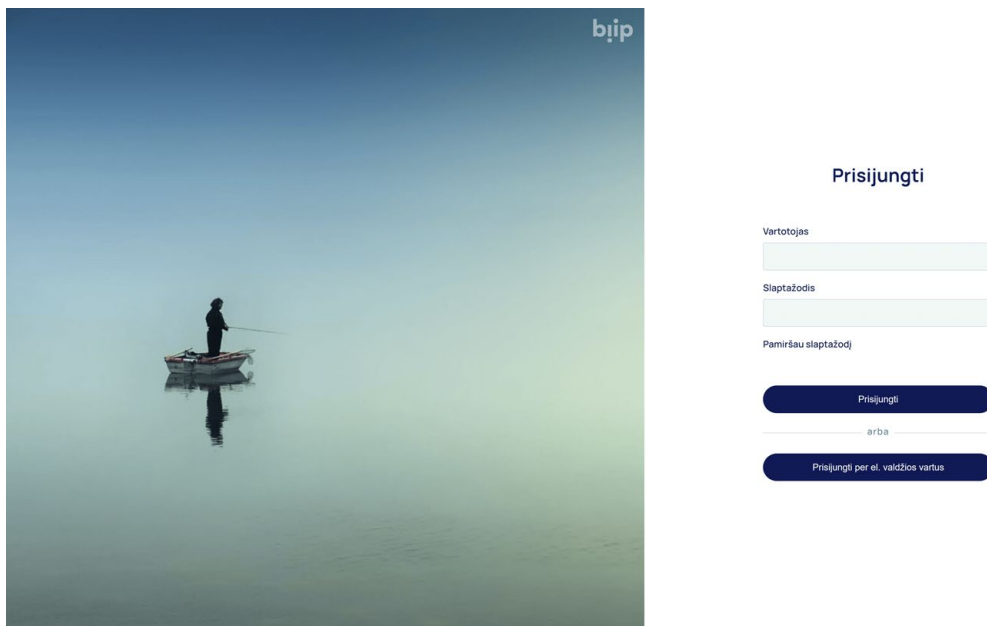 biip
Prisijungti
Vartotojas
Slaptažodis
Pamiršau slaptažodį
Prisijungti
arba
Prisijungti per el. valdžios vartus